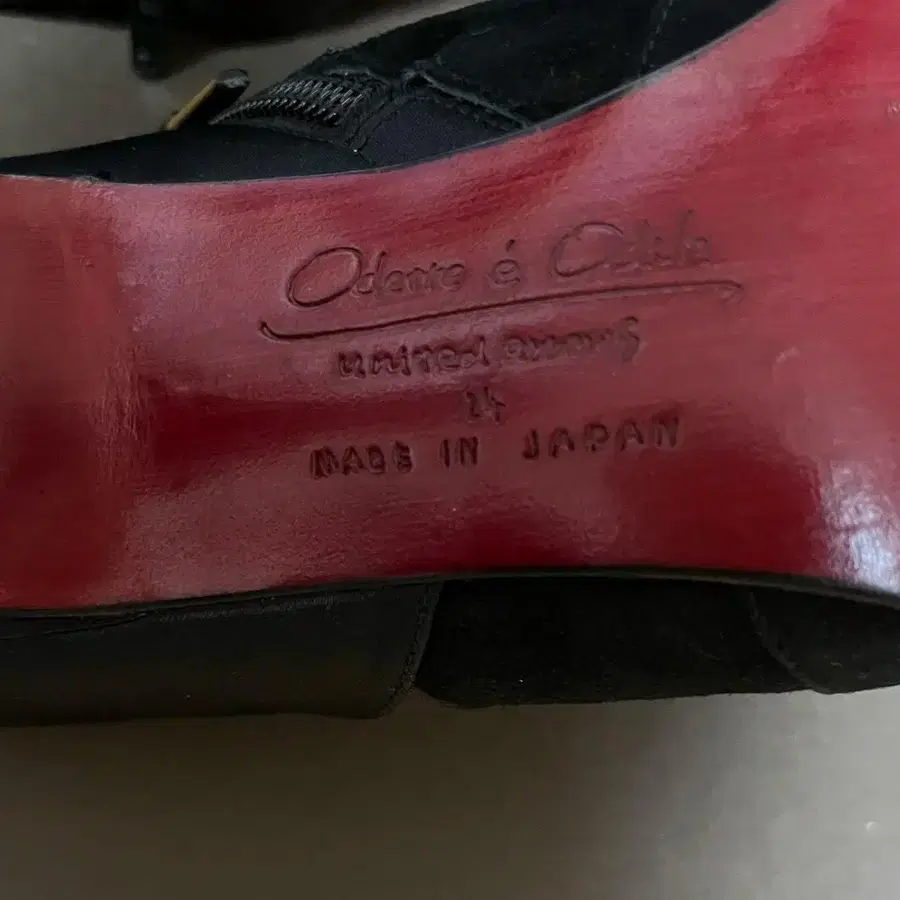 Odette é Odile
united arrows
24
MADE IN JAPAN